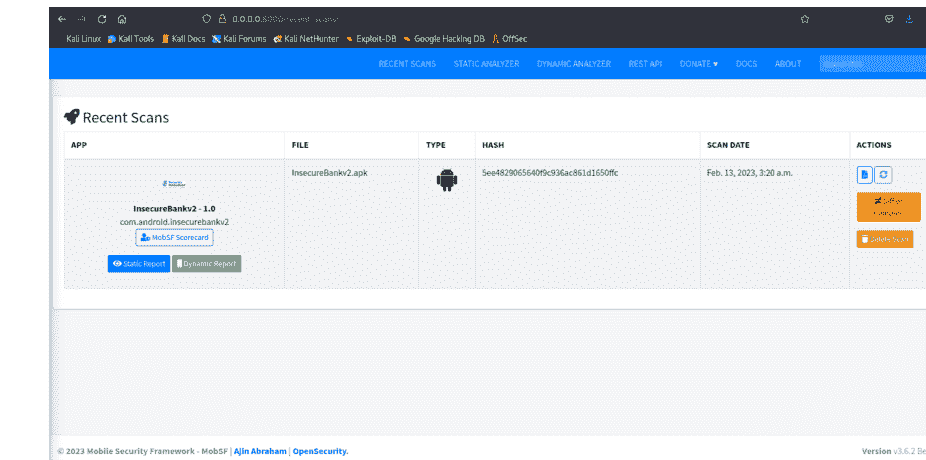 Kali Linux Kali Tools Kali Docs Kali Forums Kali NetHunter Exploit-DB Google Hacking DB OffSec
RECENT SCANS STATIC ANALYZER DYNAMIC ANALYZER REST API DONATE ▾ DOCS ABOUT
Recent Scans
APP FILE TYPE HASH SCAN DATE ACTIONS
InsecureBankv2.apk 5ee4829065640f9c936ac861d1650ffc Feb. 13, 2023, 3:20 a.m.
InsecureBankv2 - 1.0
com.android.insecurebankv2
MobSF Scorecard
Static Report Dynamic Report
Delete Scan
© 2023 Mobile Security Framework - MobSF | Ajin Abraham | OpenSecurity.
Version v3.6.2